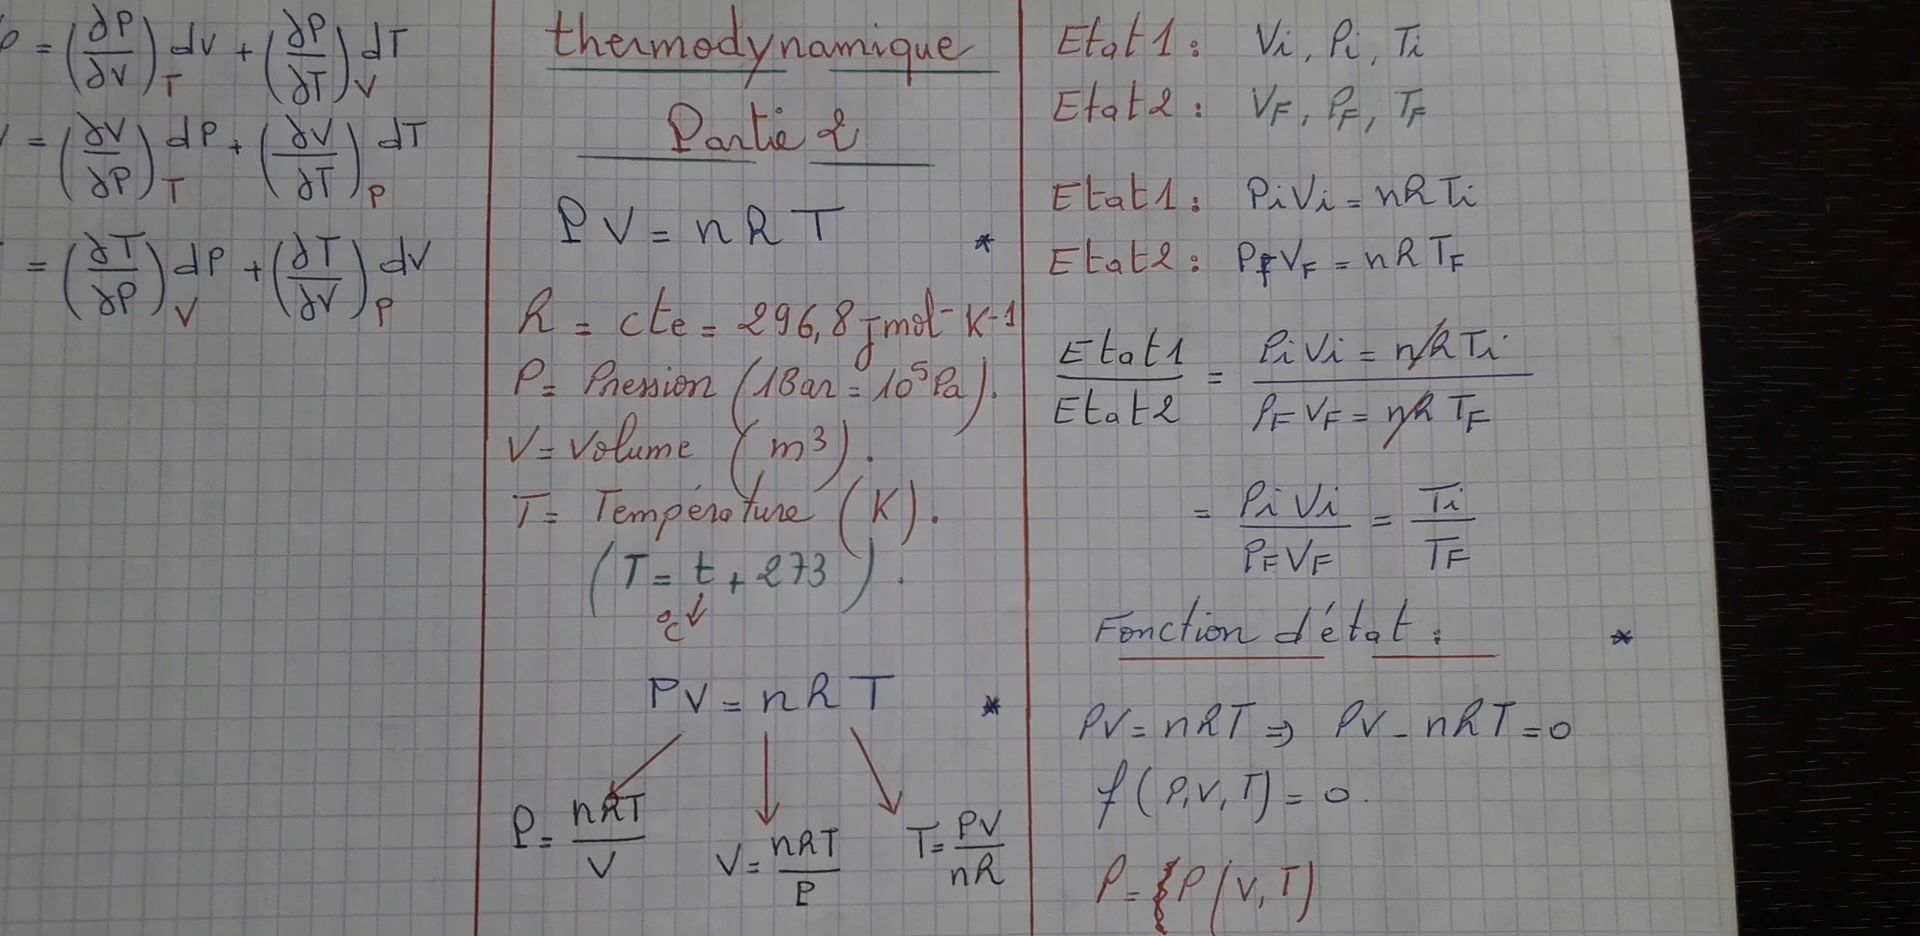 = (∂P/∂V)_T dV + (∂P/∂T)_V dT
= (∂V/∂P)_T dP + (∂V/∂T)_P dT
= (∂T/∂P)_V dP + (∂T/∂V)_P dV
thermodynamique
Partie 2
PV = nRT *
R = cte = 296,8 J mol⁻ K-1
P = Pression (1Bar = 10⁵ Pa).
V = Volume (m³).
T = Température (K).
(T = t + 273).
°C
PV = nRT *
P = nRT/V
V = nRT/P
T = PV/nR
Etat 1 : Vi, Pi, Ti
Etat 2 : VF, PF, TF
Etat 1 : PiVi = nRTi
Etat 2 : PfVF = nRTF
Etat 1/Etat 2 = PiVi = nRTi/PFVF = nRTF
= PiVi/PFVF = Ti/TF
Fonction d'état : *
PV = nRT ⇒ PV - nRT = 0
f(P,V,T) = 0.
P = P(V,T)